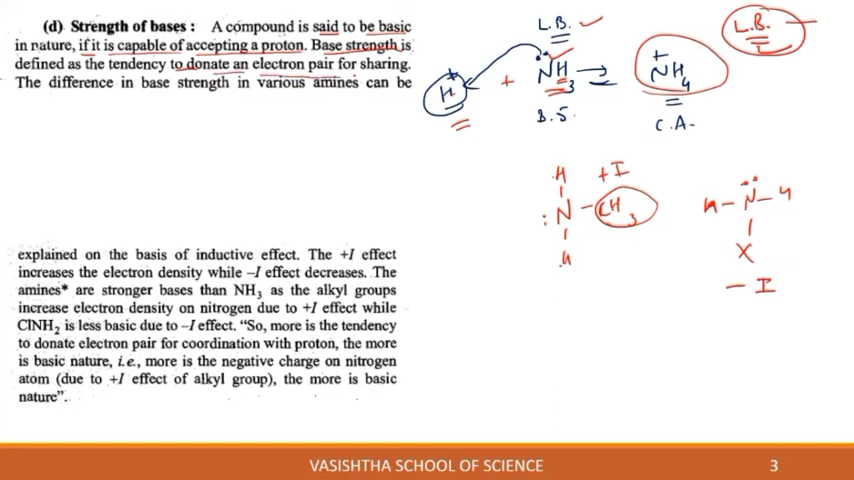 (d) Strength of bases : A compound is said to be basic
in nature, if it is capable of accepting a proton. Base strength is
defined as the tendency to donate an electron pair for sharing.
The difference in base strength in various amines can be
explained on the basis of inductive effect. The +I effect
increases the electron density while –I effect decreases. The
amines* are stronger bases than NH₃ as the alkyl groups
increase electron density on nitrogen due to +I effect while
ClNH₂ is less basic due to –I effect. “So, more is the tendency
to donate electron pair for coordination with proton, the more
is basic nature, i.e., more is the negative charge on nitrogen
atom (due to +I effect of alkyl group), the more is basic
nature”.
L.B. ✓
L.B.
H⁺ + N̈H₃ → ⁺NH₄
B.S.
C.A.
H +I
:N – CH₃
H
H – N̈ – H
X
– I
VASISHTHA SCHOOL OF SCIENCE
3